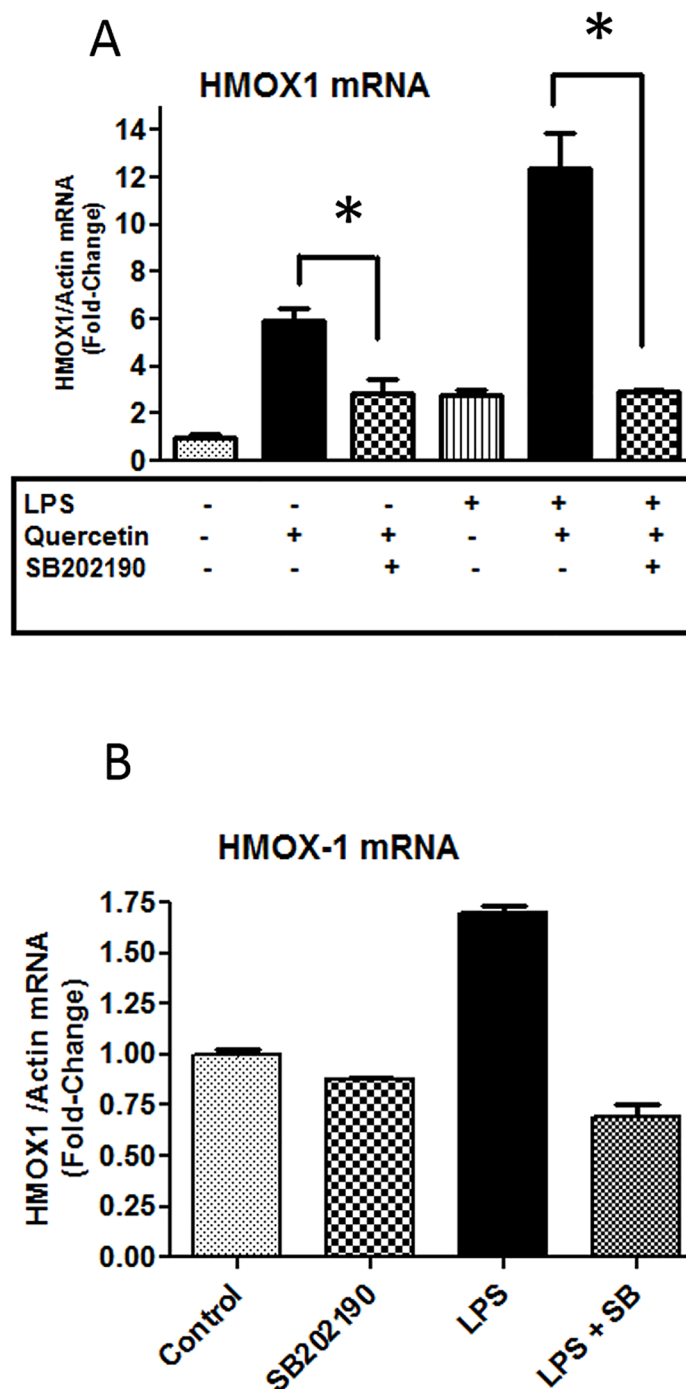 A
HMOX1 mRNA
*
*
HMOX1/Actin mRNA
(Fold-Change)
14
12
10
8
6
4
2
0
LPS - - - + + +
Quercetin - + + - + +
SB202190 - - + - - +
B
HMOX-1 mRNA
HMOX1 /Actin mRNA
(Fold-Change)
1.75
1.50
1.25
1.00
0.75
0.50
0.25
0.00
Control
SB202190
LPS
LPS + SB